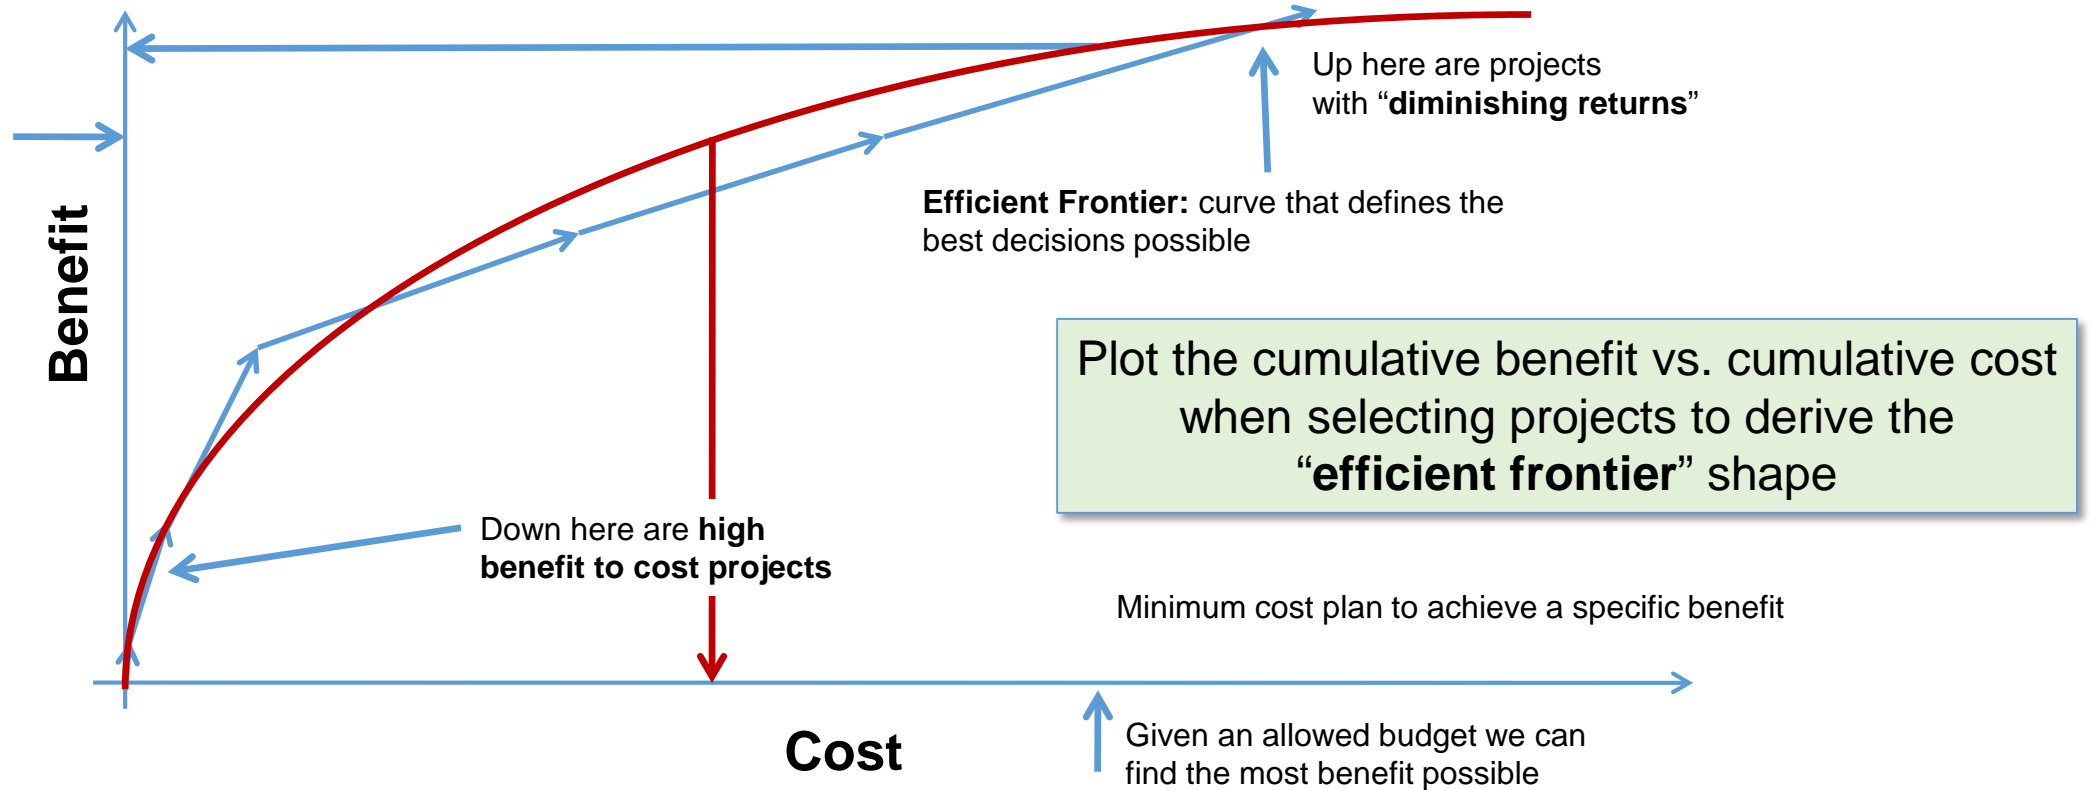 Up here are projects
with “diminishing returns”
Efficient Frontier: curve that defines the
best decisions possible
Benefit
Plot the cumulative benefit vs. cumulative cost
when selecting projects to derive the
“efficient frontier” shape
Down here are high
benefit to cost projects
Minimum cost plan to achieve a specific benefit
Cost
Given an allowed budget we can
find the most benefit possible